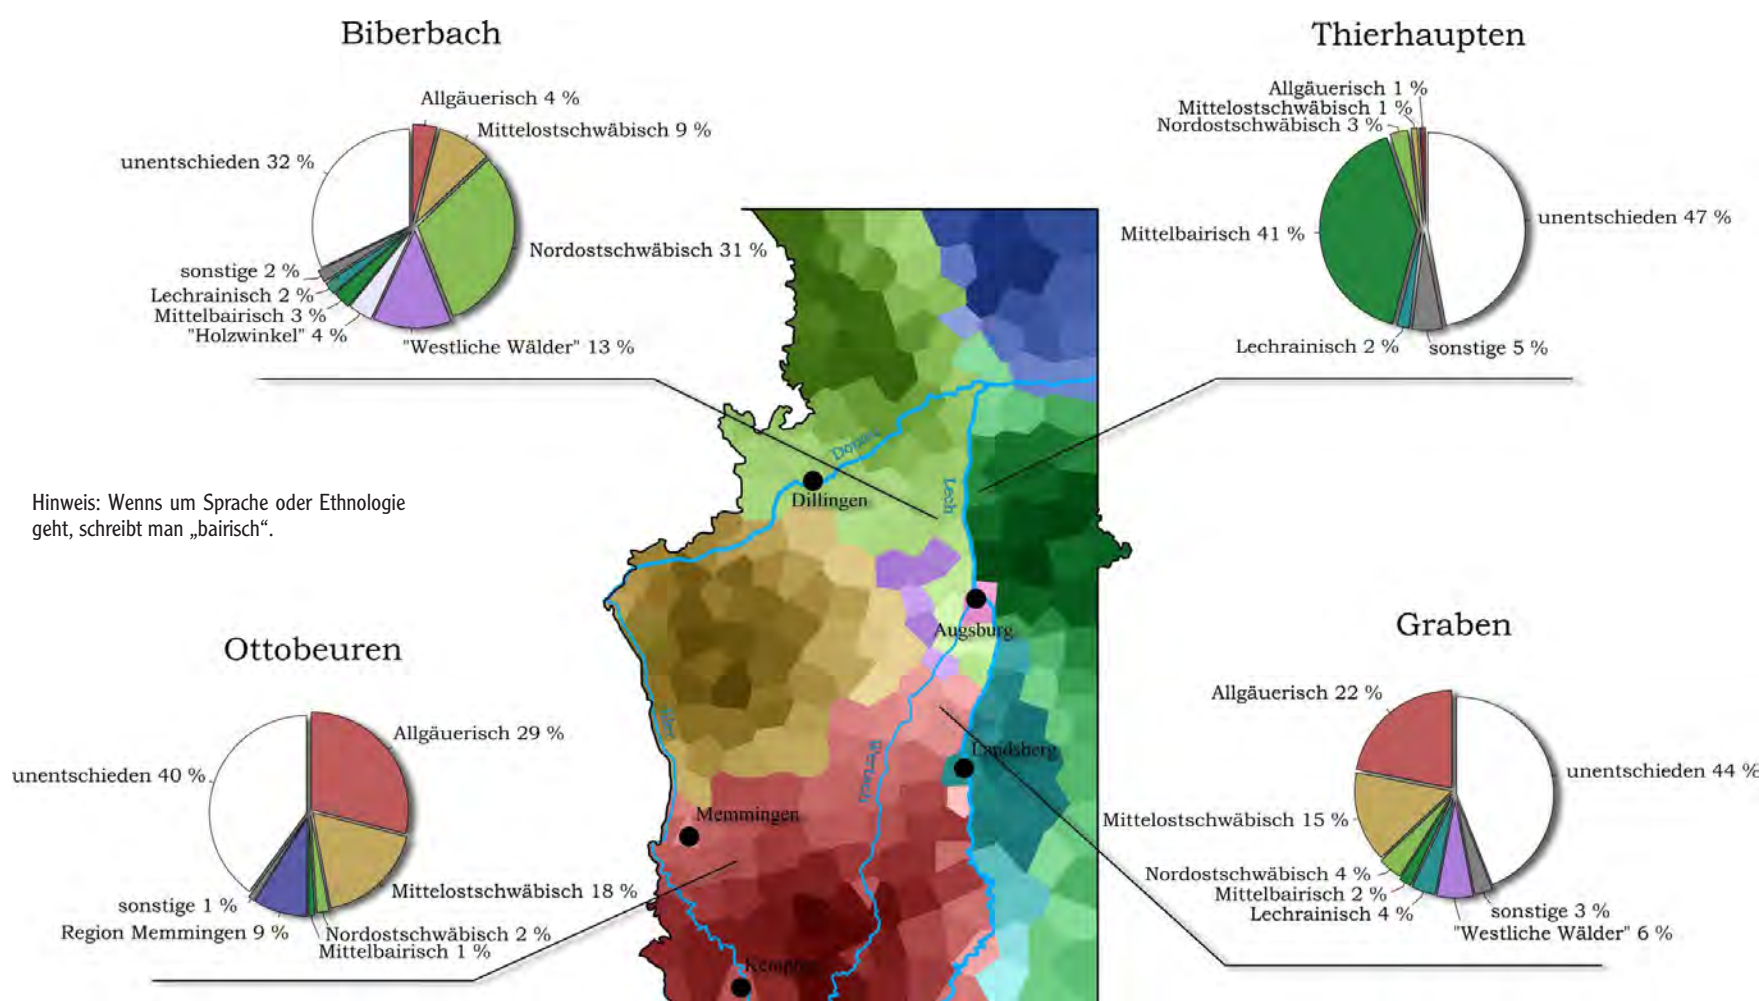 Biberbach
Allgäuerisch 4 %
Mittelostschwäbisch 9 %
unentschieden 32 %
Nordostschwäbisch 31 %
sonstige 2 %
Lechrainisch 2 %
Mittelbairisch 3 %
"Holzwinkel" 4 %
"Westliche Wälder" 13 %
Thierhaupten
Allgäuerisch 1 %
Mittelostschwäbisch 1 %
Nordostschwäbisch 3 %
unentschieden 47 %
Mittelbairisch 41 %
Lechrainisch 2 %
sonstige 5 %
Hinweis: Wenns um Sprache oder Ethnologie
geht, schreibt man „bairisch“.
Donau
Lech
Dillingen
Augsburg
Iller
Wertach
Landsberg
Memmingen
Kempten
Ottobeuren
Allgäuerisch 29 %
unentschieden 40 %
Mittelostschwäbisch 18 %
sonstige 1 %
Region Memmingen 9 %
Nordostschwäbisch 2 %
Mittelbairisch 1 %
Graben
Allgäuerisch 22 %
unentschieden 44 %
Mittelostschwäbisch 15 %
Nordostschwäbisch 4 %
Mittelbairisch 2 %
Lechrainisch 4 %
sonstige 3 %
"Westliche Wälder" 6 %